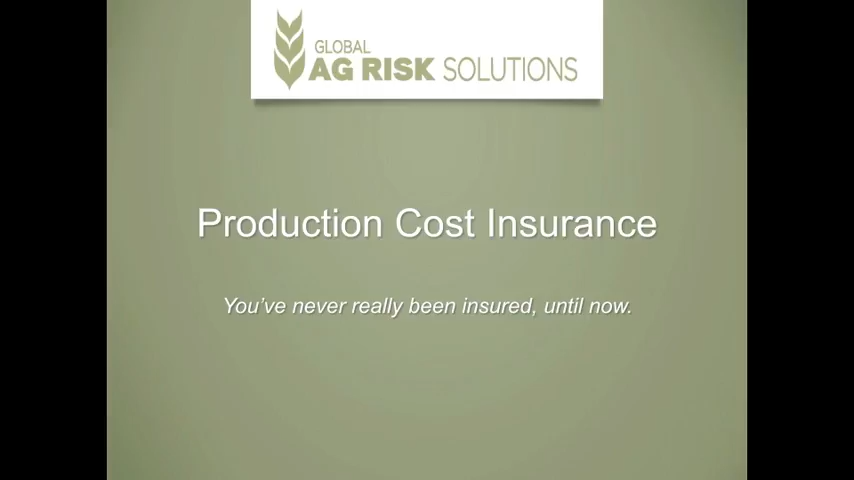 GLOBAL
AG RISK SOLUTIONS
Production Cost Insurance
You've never really been insured, until now.